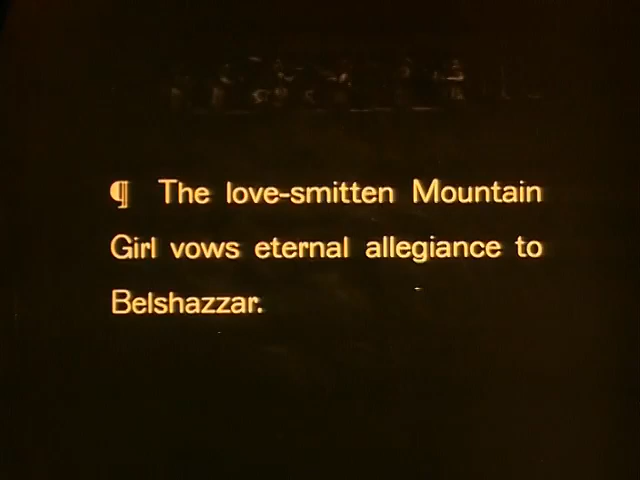 ¶ The love-smitten Mountain
Girl vows eternal allegiance to
Belshazzar.